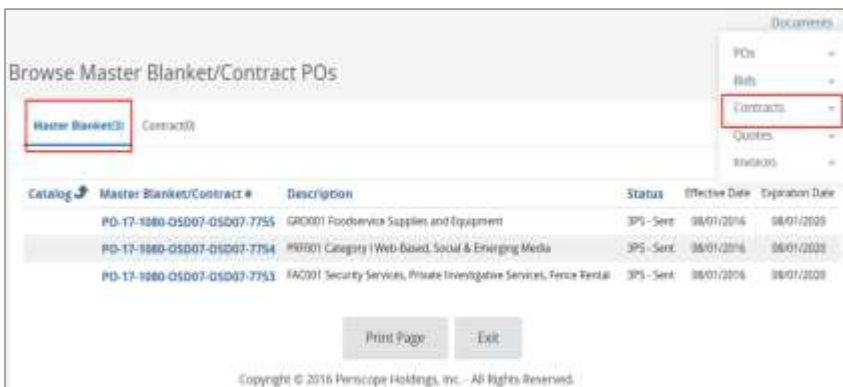 Documents
POs
Browse Master Blanket/Contract POs
Bids
Contracts
Master Blanket(3) Contract(0)
Quotes
Invoices
Catalog Master Blanket/Contract # Description Status Effective Date Expiration Date
PO-17-1080-OSD07-OSD07-7755 GRO001 Foodservice Supplies and Equipment 3PS - Sent 08/01/2016 08/01/2020
PO-17-1080-OSD07-OSD07-7754 PRF001 Category I Web-Based, Social & Emerging Media 3PS - Sent 08/01/2016 08/01/2020
PO-17-1080-OSD07-OSD07-7753 FAC001 Security Services, Private Investigative Services, Fence Rental 3PS - Sent 08/01/2016 08/01/2020
Print Page Exit
Copyright © 2016 Periscope Holdings, Inc. - All Rights Reserved.